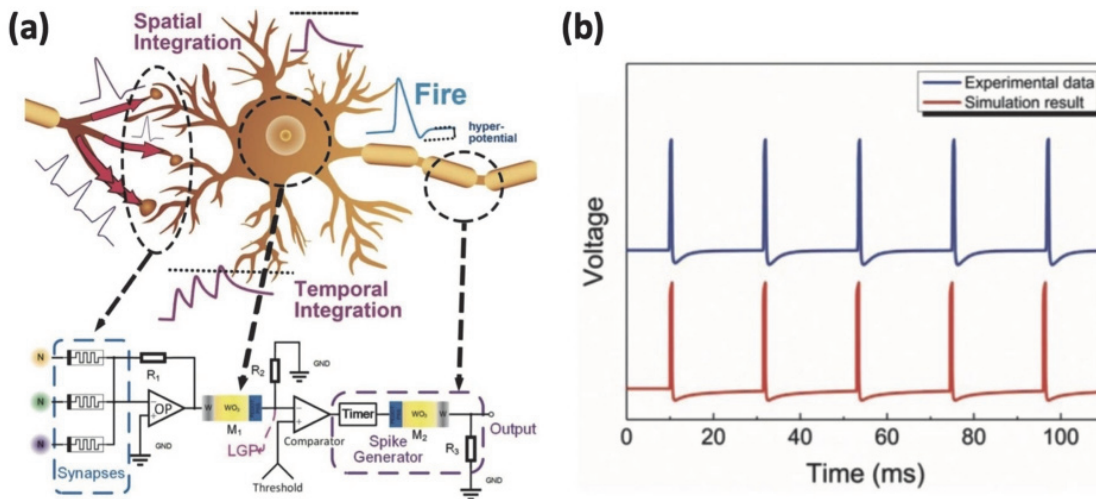 (a)
Spatial
Integration
Fire
hyper-
potential
Temporal
Integration
N
N
N
R1
OP
GND
Synapses
W
WO3
M1
R2
GND
LGP
Comparator
Threshold
Timer
Spike
Generator
WO3
W
M2
R3
Output
GND
(b)
Experimental data
Simulation result
Voltage
0 20 40 60 80 100
Time (ms)